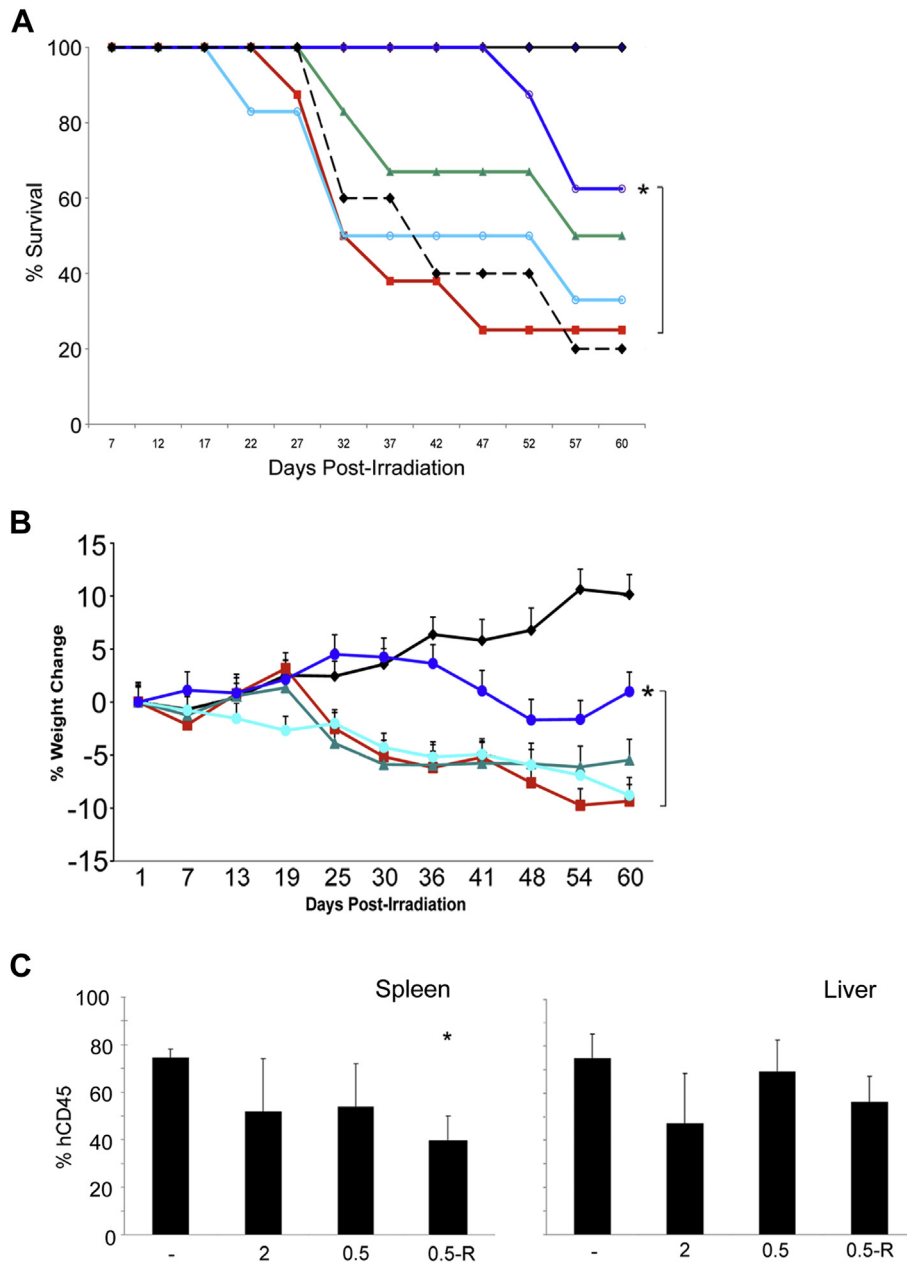 A
100
80
60
40
20
0
% Survival
*
7 12 17 22 27 32 37 42 47 52 57 60
Days Post-Irradiation
B
15
10
5
0
-5
-10
-15
% Weight Change
*
1 7 13 19 25 30 36 41 48 54 60
Days Post-Irradiation
C
Spleen
Liver
100
80
60
40
20
0
% hCD45
*
- 2 0.5 0.5-R
- 2 0.5 0.5-R